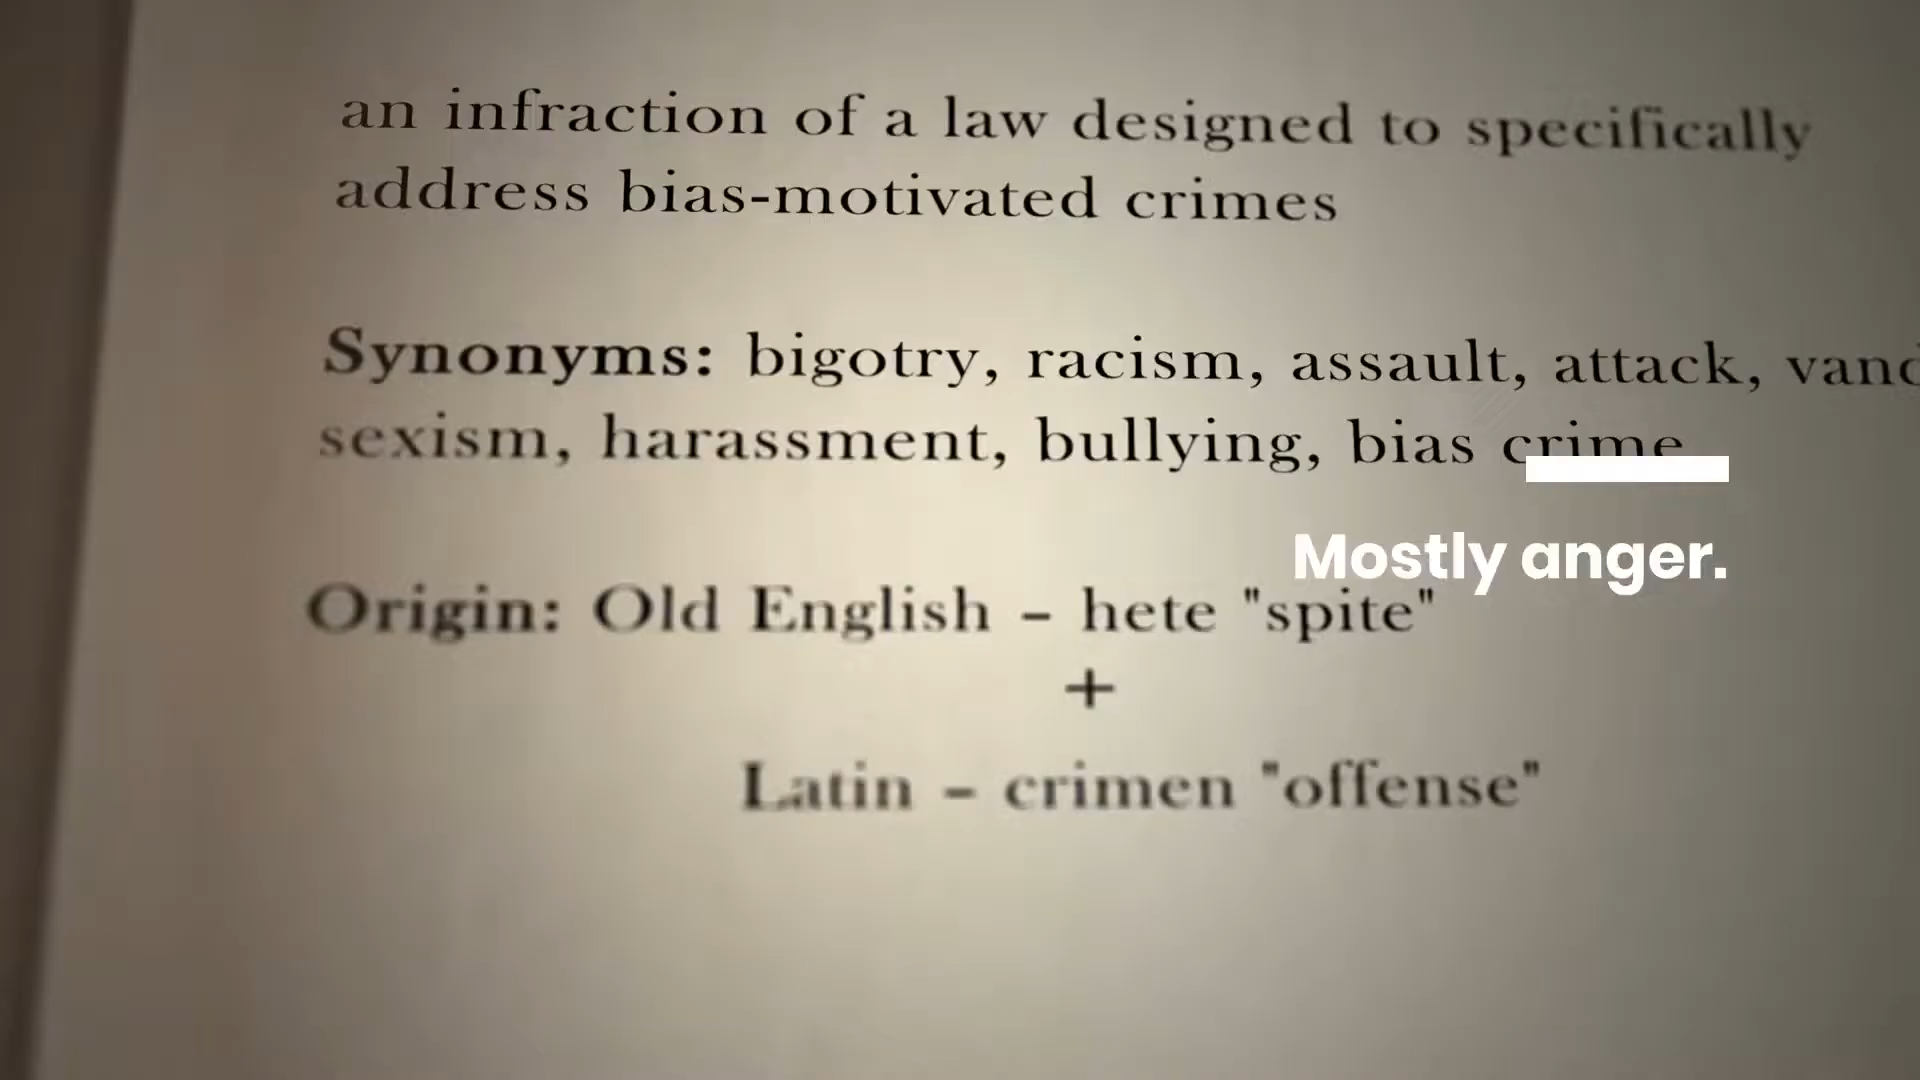 an infraction of a law designed to specifically
address bias-motivated crimes
Synonyms: bigotry, racism, assault, attack,
sexism, harassment, bullying, bias crime
Mostly anger.
Origin: Old English – hete "spite"
+
Latin – crimen "offense"